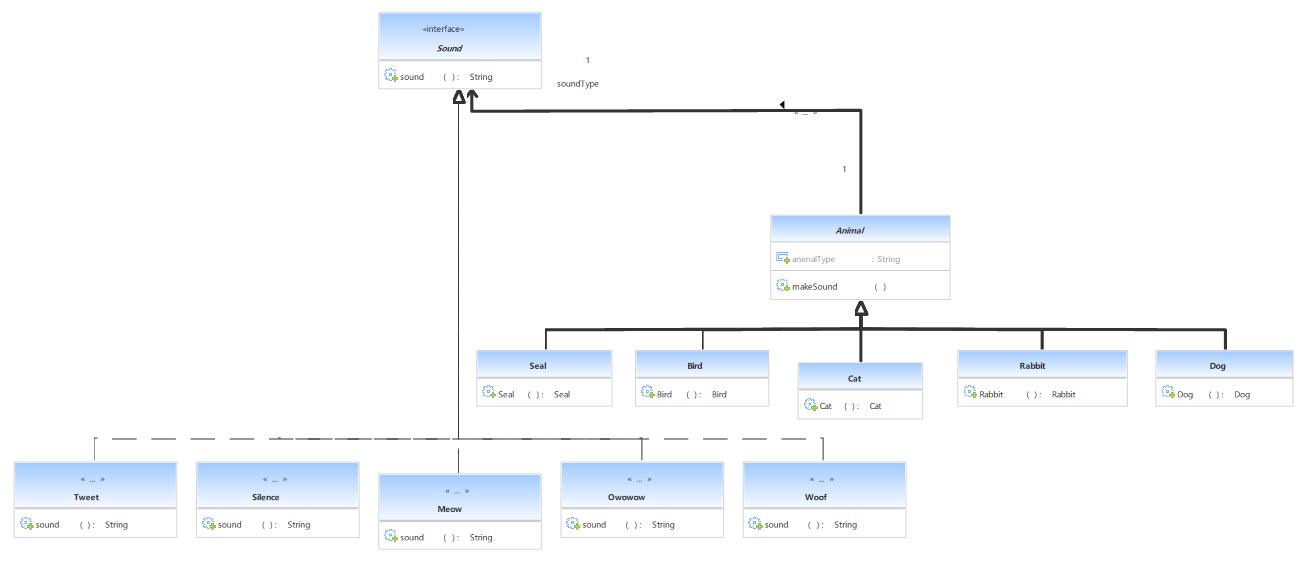 «interface»
Sound
sound ( ) : String
1
soundType
« ... »
1
Animal
animalType : String
makeSound ( )
Seal
Seal ( ) : Seal
Bird
Bird ( ) : Bird
Cat
Cat ( ) : Cat
Rabbit
Rabbit ( ) : Rabbit
Dog
Dog ( ) : Dog
« ... »
Tweet
sound ( ) : String
« ... »
Silence
sound ( ) : String
« ... »
Meow
sound ( ) : String
« ... »
Owowow
sound ( ) : String
« ... »
Woof
sound ( ) : String